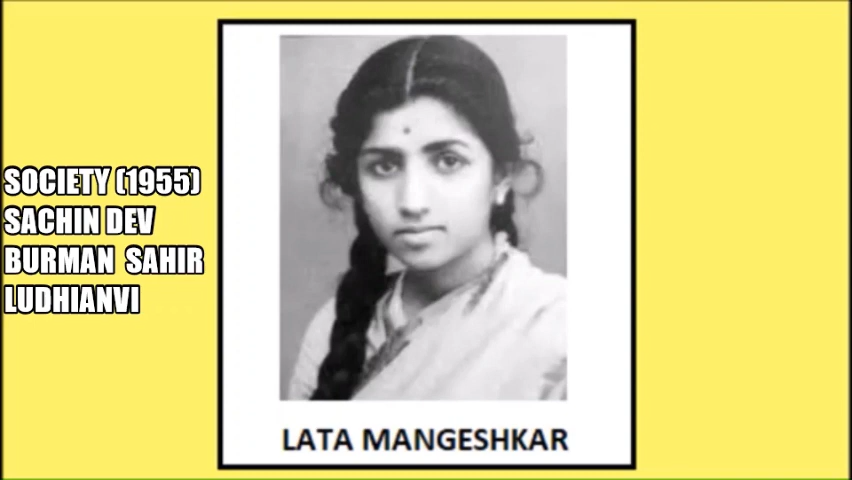 SOCIETY (1955)
SACHIN DEV
BURMAN SAHIR
LUDHIANVI
LATA MANGESHKAR